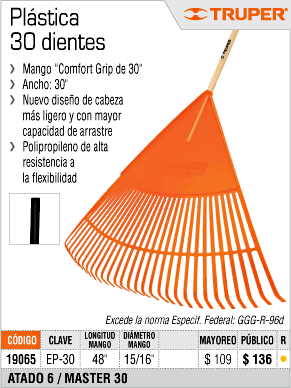 Plástica
30 dientes
TRUPER®
TRUPER
❯ Mango "Comfort Grip de 30"
❯ Ancho: 30"
❯ Nuevo diseño de cabeza
más ligero y con mayor
capacidad de arrastre
❯ Polipropileno de alta
resistencia a
la flexibilidad
Excede la norma Especif. Federal: GGG-R-96d
CÓDIGO CLAVE LONGITUD MANGO DIÁMETRO MANGO MAYOREO PÚBLICO R
19065 EP-30 48" 15/16" $ 109 $ 136 •
ATADO 6 / MASTER 30